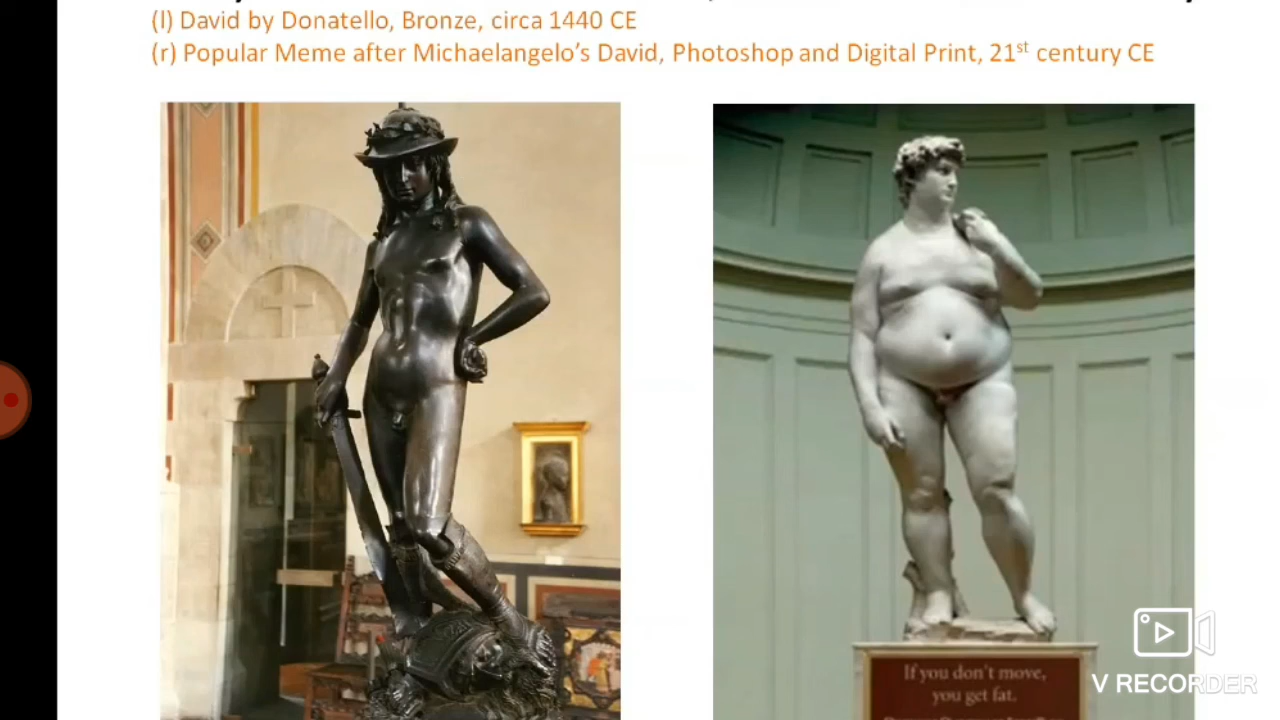 (l) David by Donatello, Bronze, circa 1440 CE
(r) Popular Meme after Michaelangelo's David, Photoshop and Digital Print, 21st century CE
If you don't move,
you get fat.
V RECORDER